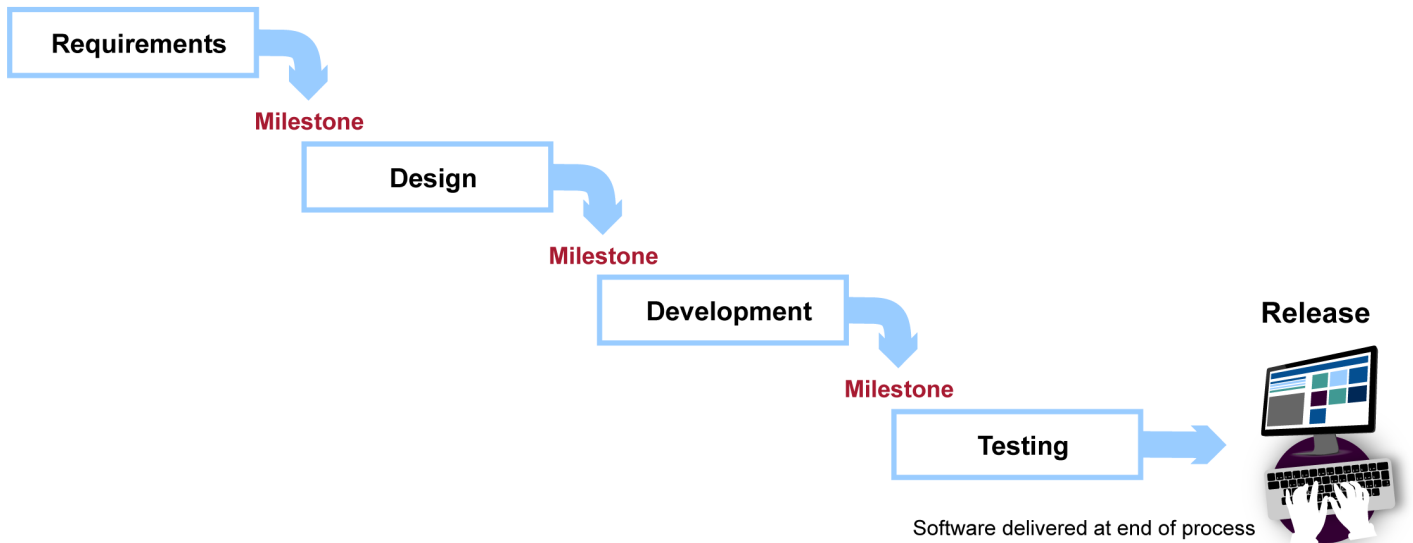 Requirements
Milestone
Design
Milestone
Development
Milestone
Testing
Release
Software delivered at end of process